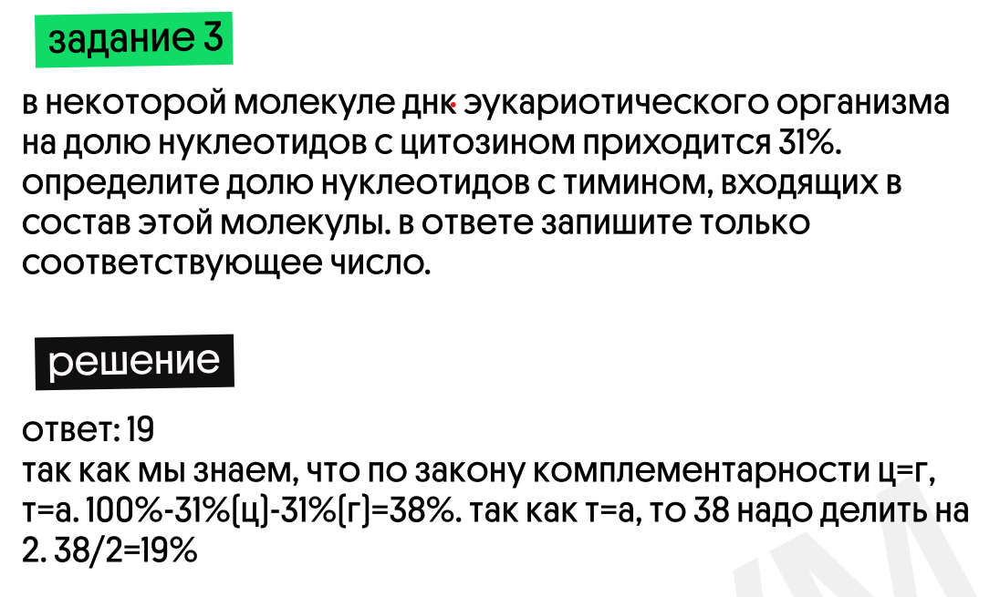 задание 3
в некоторой молекуле днк эукариотического организма
на долю нуклеотидов с цитозином приходится 31%.
определите долю нуклеотидов с тимином, входящих в
состав этой молекулы. в ответе запишите только
соответствующее число.
решение
ответ: 19
так как мы знаем, что по закону комплементарности ц=г,
т=а. 100%-31%(ц)-31%(г)=38%. так как т=а, то 38 надо делить на
2. 38/2=19%